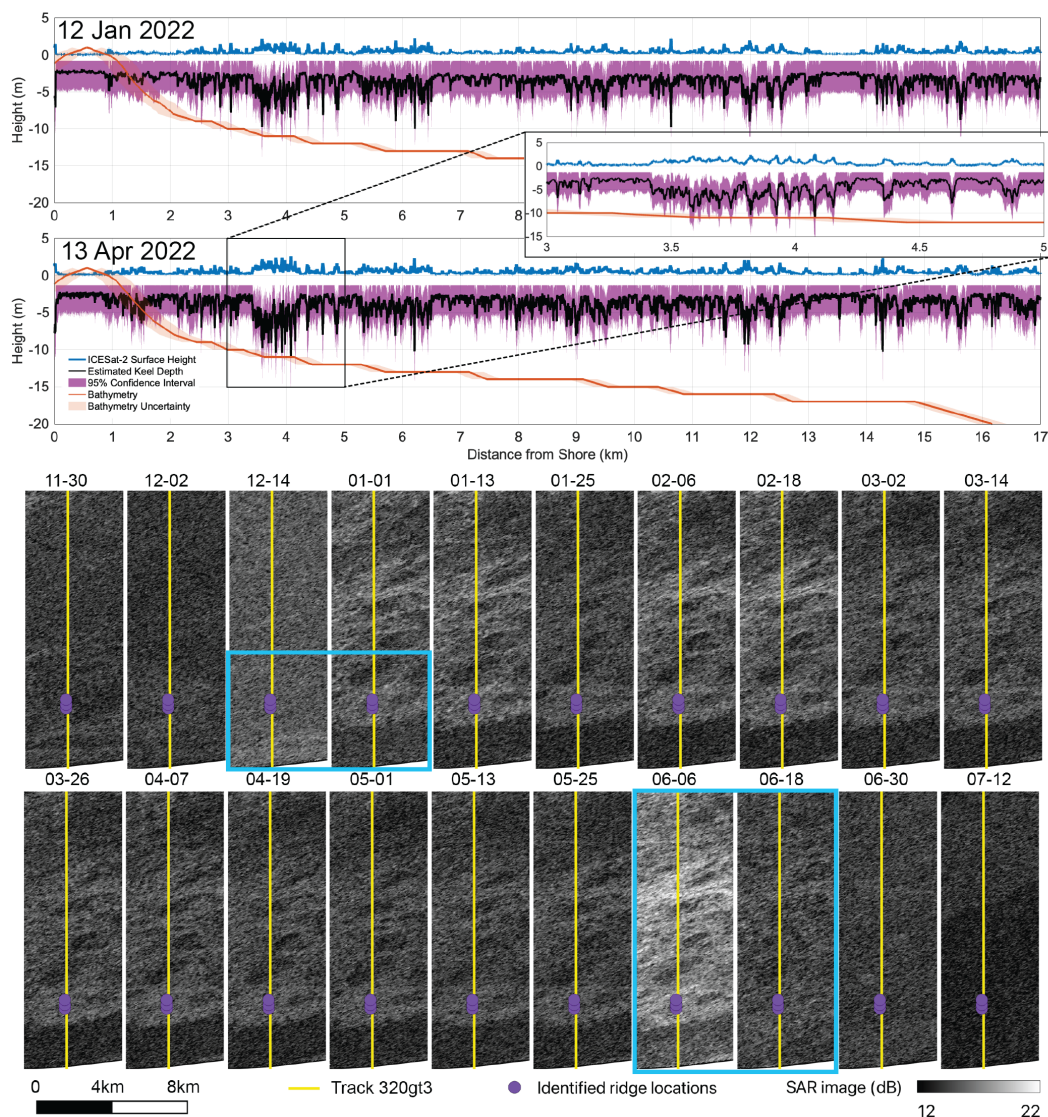 12 Jan 2022
Height (m)
5
0
-5
-10
-15
-20
0 1 2 3 4 5 6 7 8
5
0
-5
-10
-15
3 3.5 4 4.5 5
13 Apr 2022
Height (m)
5
0
-5
-10
-15
-20
ICESat-2 Surface Height
Estimated Keel Depth
95% Confidence Interval
Bathymetry
Bathymetry Uncertainty
0 1 2 3 4 5 6 7 8 9 10 11 12 13 14 15 16 17
Distance from Shore (km)
11-30 12-02 12-14 01-01 01-13 01-25 02-06 02-18 03-02 03-14
03-26 04-07 04-19 05-01 05-13 05-25 06-06 06-18 06-30 07-12
0 4km 8km
Track 320gt3
Identified ridge locations
SAR image (dB)
12 22